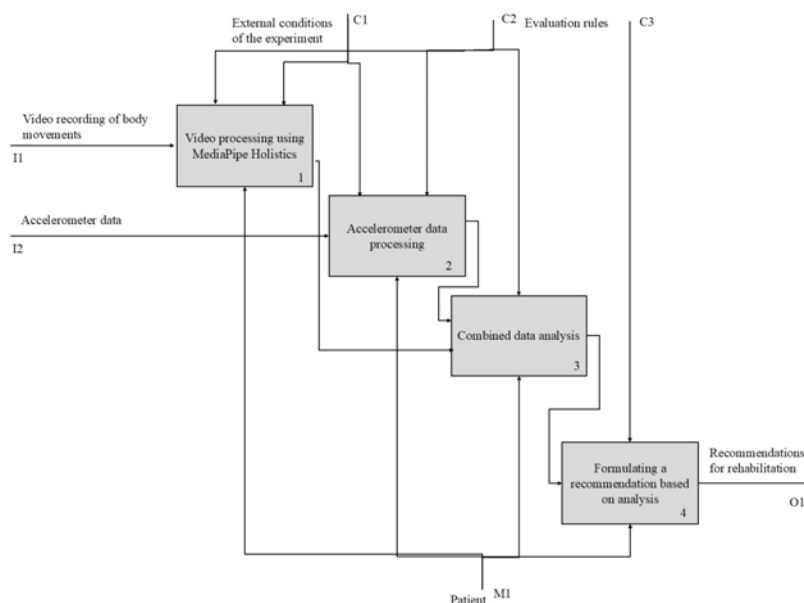 External conditions
of the experiment
C1
C2
Evaluation rules
C3
Video recording of body
movements
I1
Video processing using
MediaPipe Holistics
1
Accelerometer data
I2
Accelerometer data
processing
2
Combined data analysis
3
Formulating a
recommendation based
on analysis
4
Recommendations
for rehabilitation
O1
Patient
M1